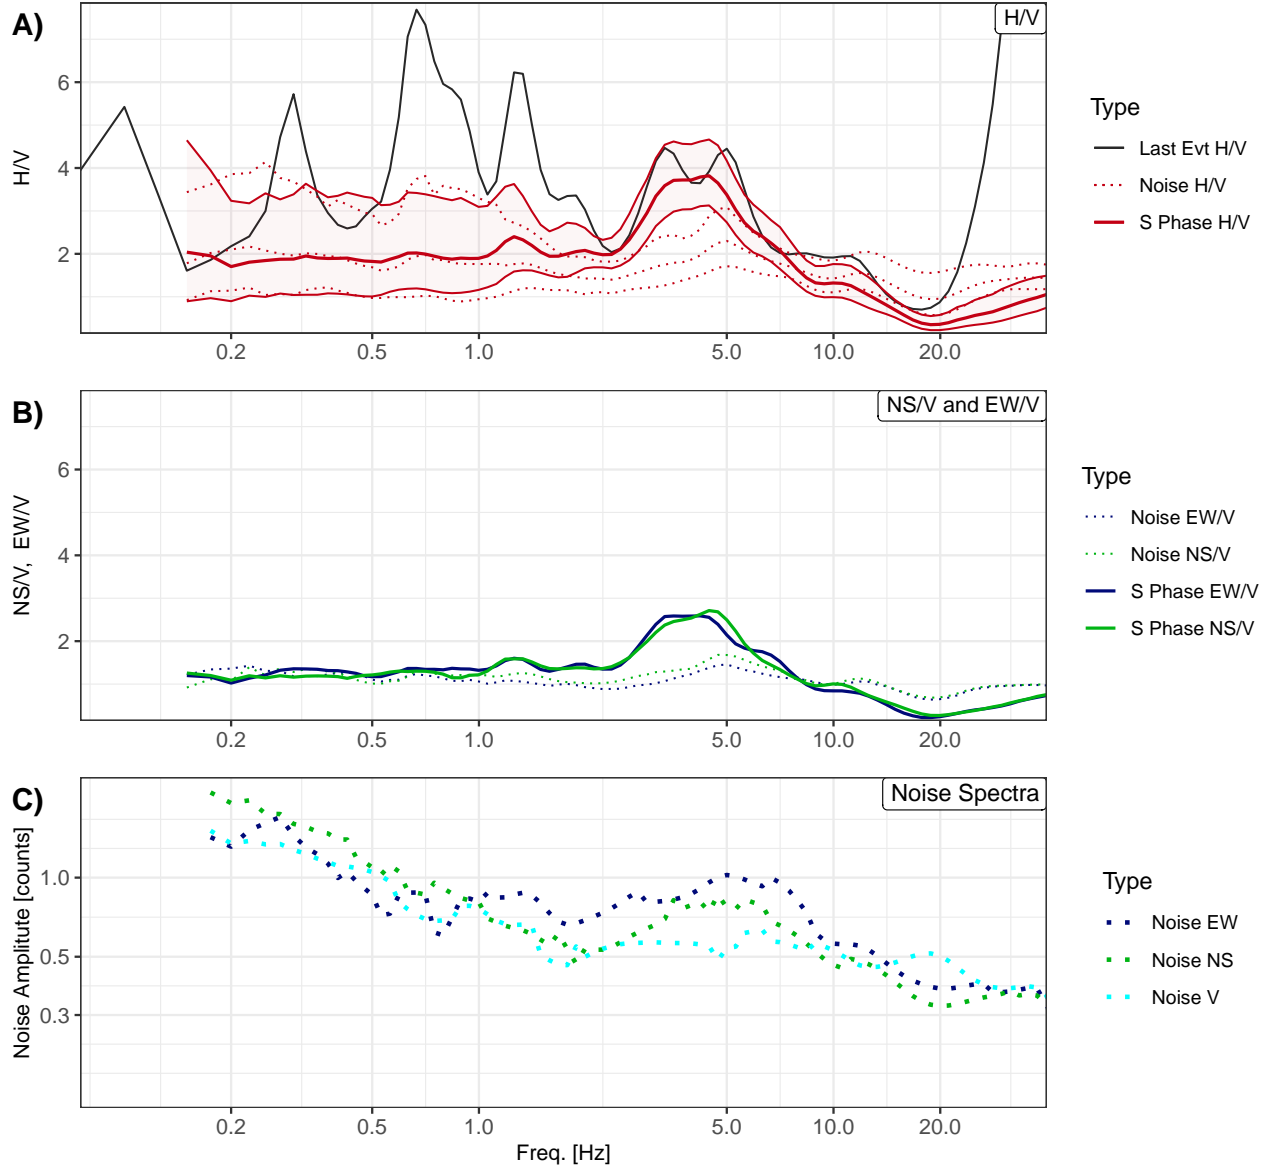 A)
H/V
H/V
6
4
2
0.2 0.5 1.0 5.0 10.0 20.0
Type
Last Evt H/V
Noise H/V
S Phase H/V
B)
NS/V and EW/V
NS/V, EW/V
6
4
2
0.2 0.5 1.0 5.0 10.0 20.0
Type
Noise EW/V
Noise NS/V
S Phase EW/V
S Phase NS/V
C)
Noise Spectra
Noise Amplitute [counts]
1.0
0.5
0.3
0.2 0.5 1.0 5.0 10.0 20.0
Freq. [Hz]
Type
Noise EW
Noise NS
Noise V